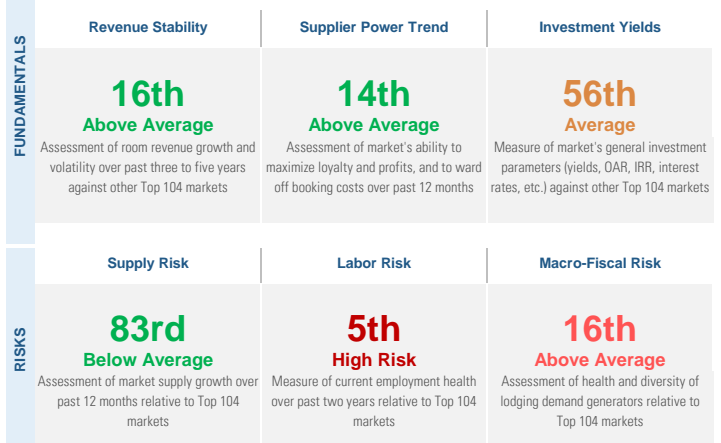 FUNDAMENTALS
Revenue Stability
16th
Above Average
Assessment of room revenue growth and
volatility over past three to five years
against other Top 104 markets
Supplier Power Trend
14th
Above Average
Assessment of market's ability to
maximize loyalty and profits, and to ward
off booking costs over past 12 months
Investment Yields
56th
Average
Measure of market's general investment
parameters (yields, OAR, IRR, interest
rates, etc.) against other Top 104 markets
RISKS
Supply Risk
83rd
Below Average
Assessment of market supply growth over
past 12 months relative to Top 104
markets
Labor Risk
5th
High Risk
Measure of current employment health
over past two years relative to Top 104
markets
Macro-Fiscal Risk
16th
Above Average
Assessment of health and diversity of
lodging demand generators relative to
Top 104 markets